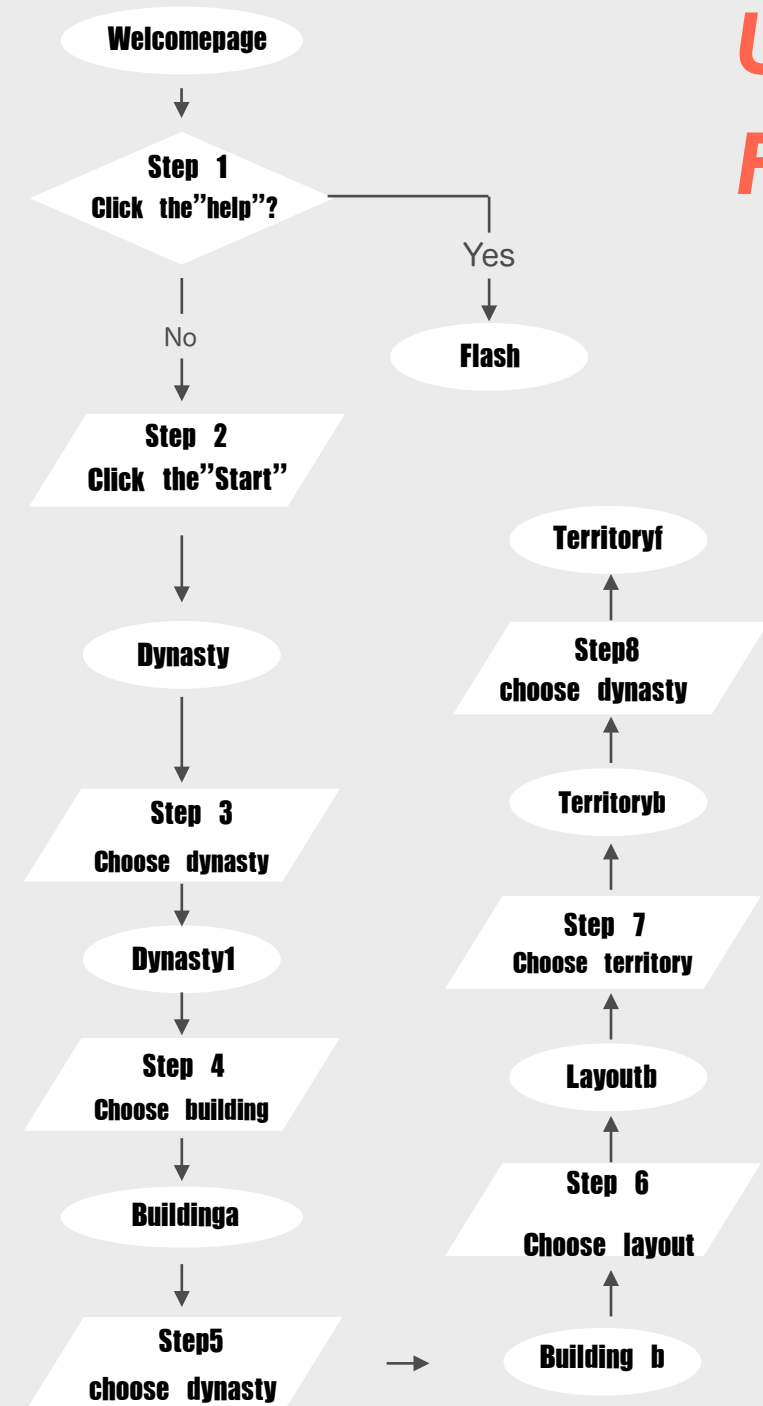 Welcomepage
Step 1
Click the”help”?
Yes
No
Flash
Step 2
Click the”Start”
Dynasty
Step 3
Choose dynasty
Dynasty1
Step 4
Choose building
Buildinga
Step5
choose dynasty
Building b
Step 6
Choose layout
Layoutb
Step 7
Choose territory
Territoryb
Step8
choose dynasty
Territoryf